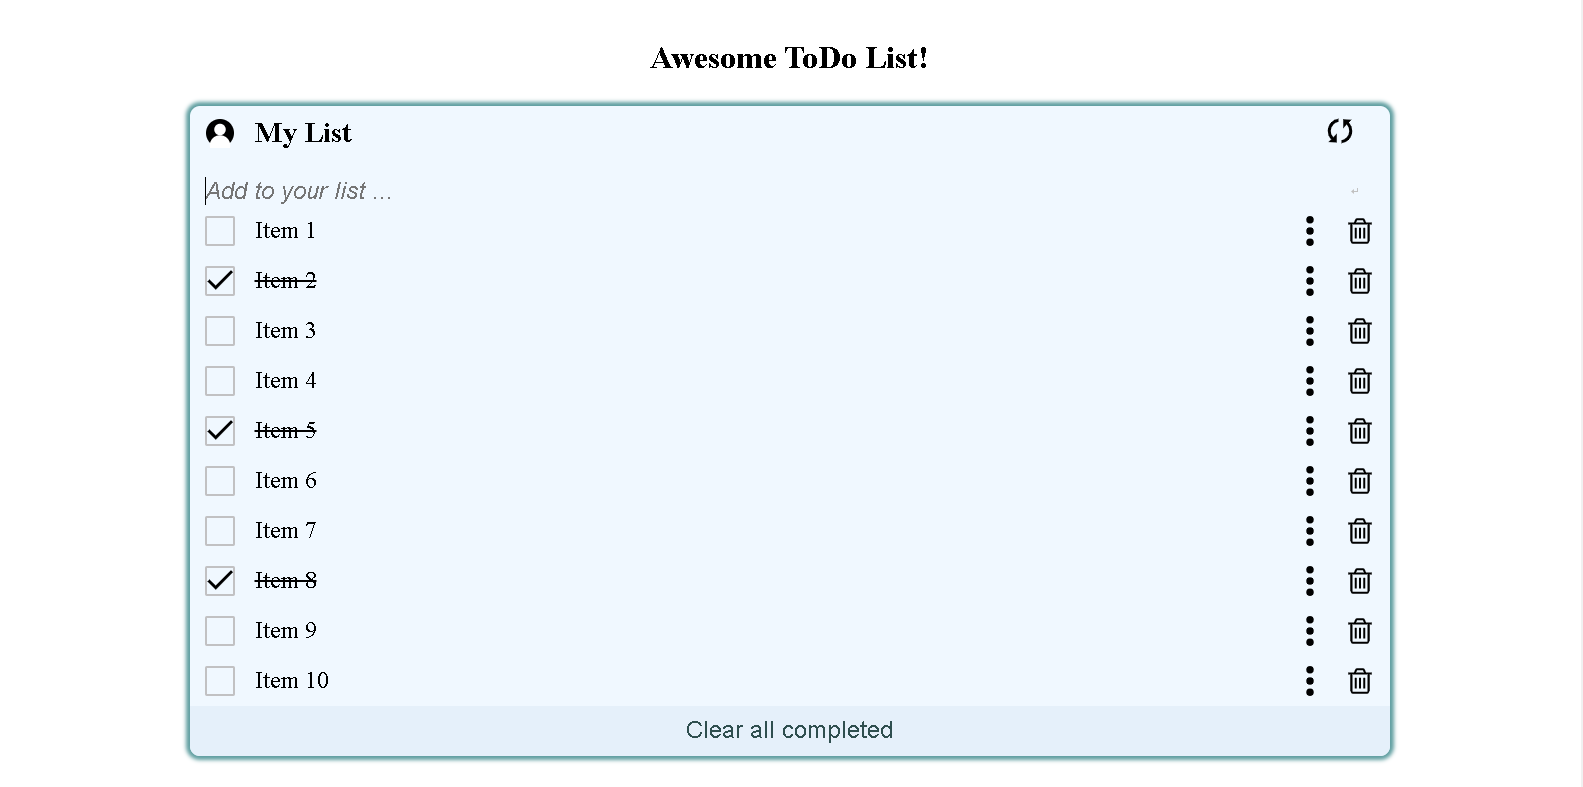 Awesome ToDo List!
My List
Add to your list ...
Item 1
Item 2
Item 3
Item 4
Item 5
Item 6
Item 7
Item 8
Item 9
Item 10
Clear all completed